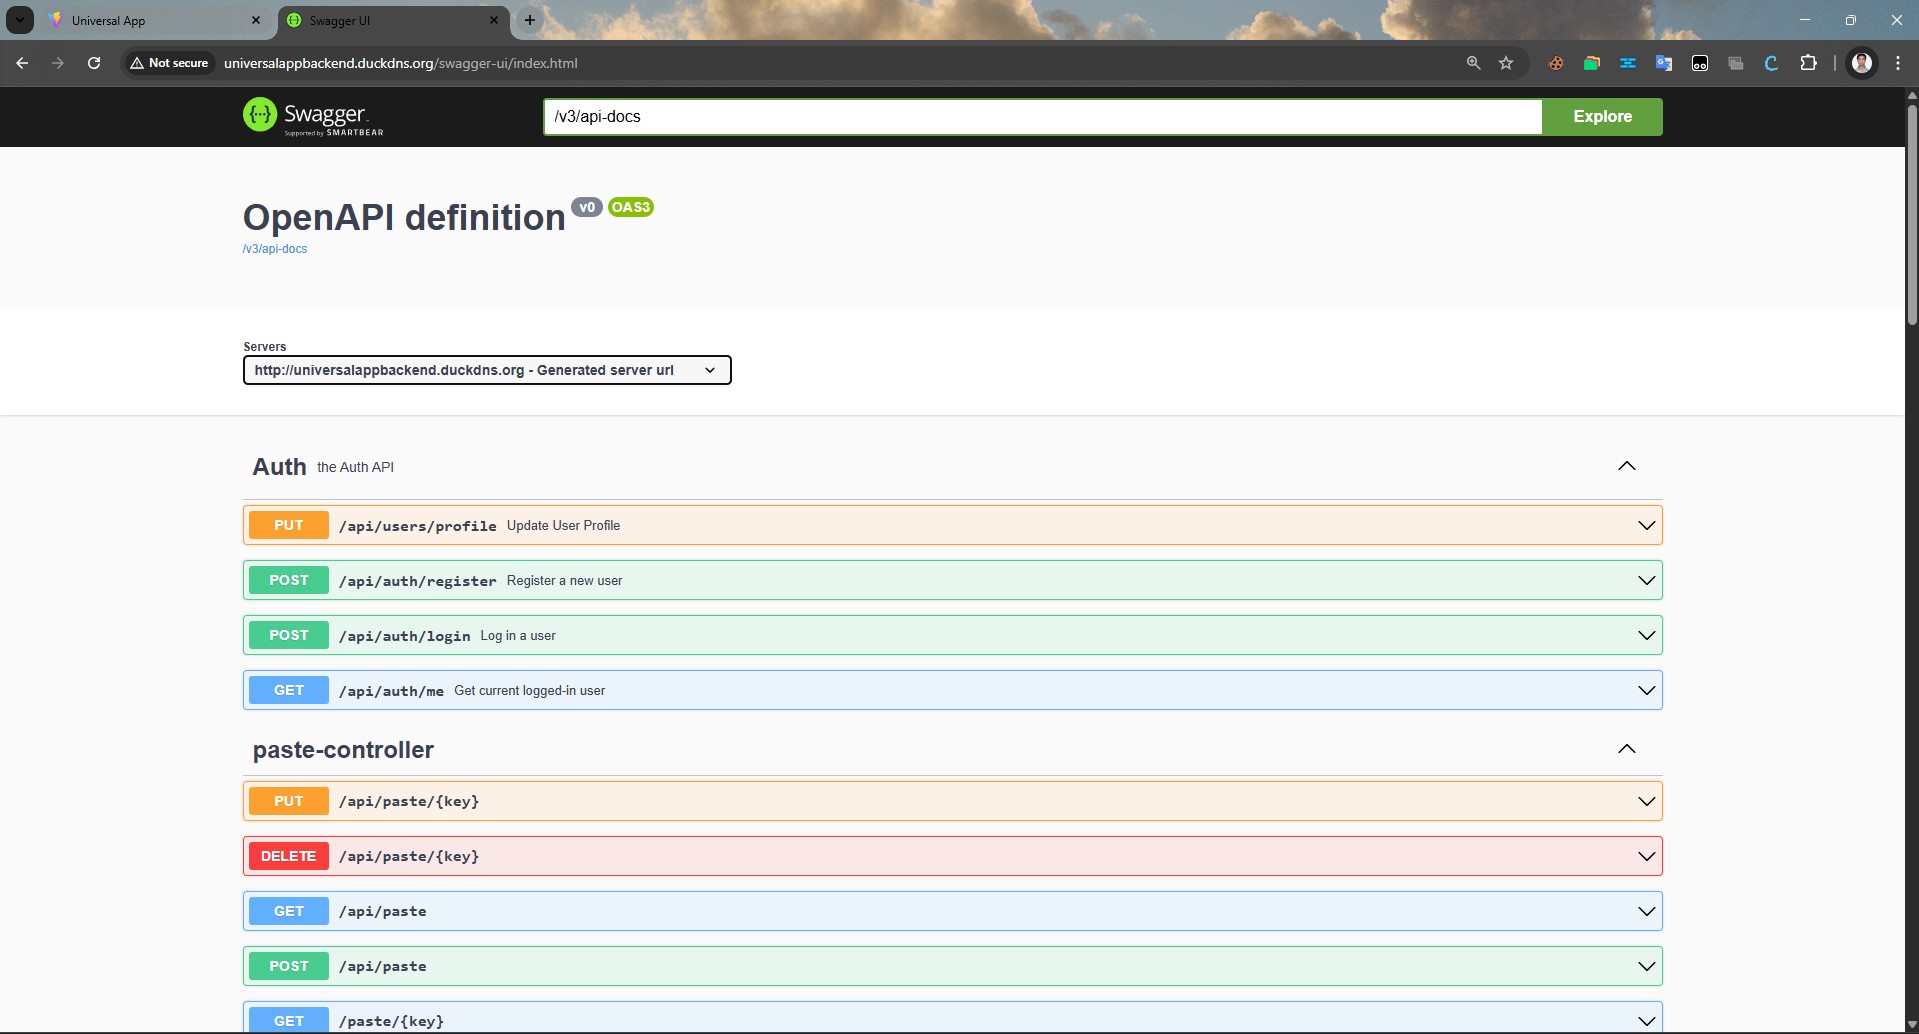 Universal App
Swagger UI
Not secure
universalappbackend.duckdns.org/swagger-ui/index.html
Swagger
Supported by SMARTBEAR
/v3/api-docs
Explore
OpenAPI definition v0 OAS3
/v3/api-docs
Servers
http://universalappbackend.duckdns.org - Generated server url
Auth the Auth API
PUT /api/users/profile Update User Profile
POST /api/auth/register Register a new user
POST /api/auth/login Log in a user
GET /api/auth/me Get current logged-in user
paste-controller
PUT /api/paste/{key}
DELETE /api/paste/{key}
GET /api/paste
POST /api/paste
GET /paste/{key}